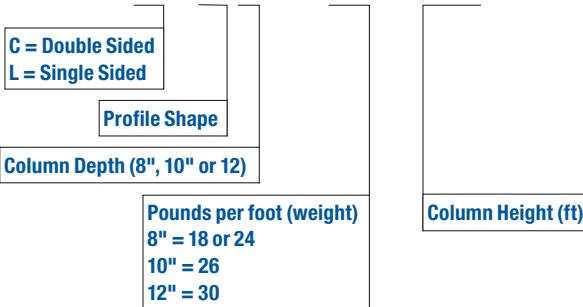 C = Double Sided
L = Single Sided
Profile Shape
Column Depth (8", 10" or 12)
Pounds per foot (weight)
8" = 18 or 24
10" = 26
12" = 30
Column Height (ft)